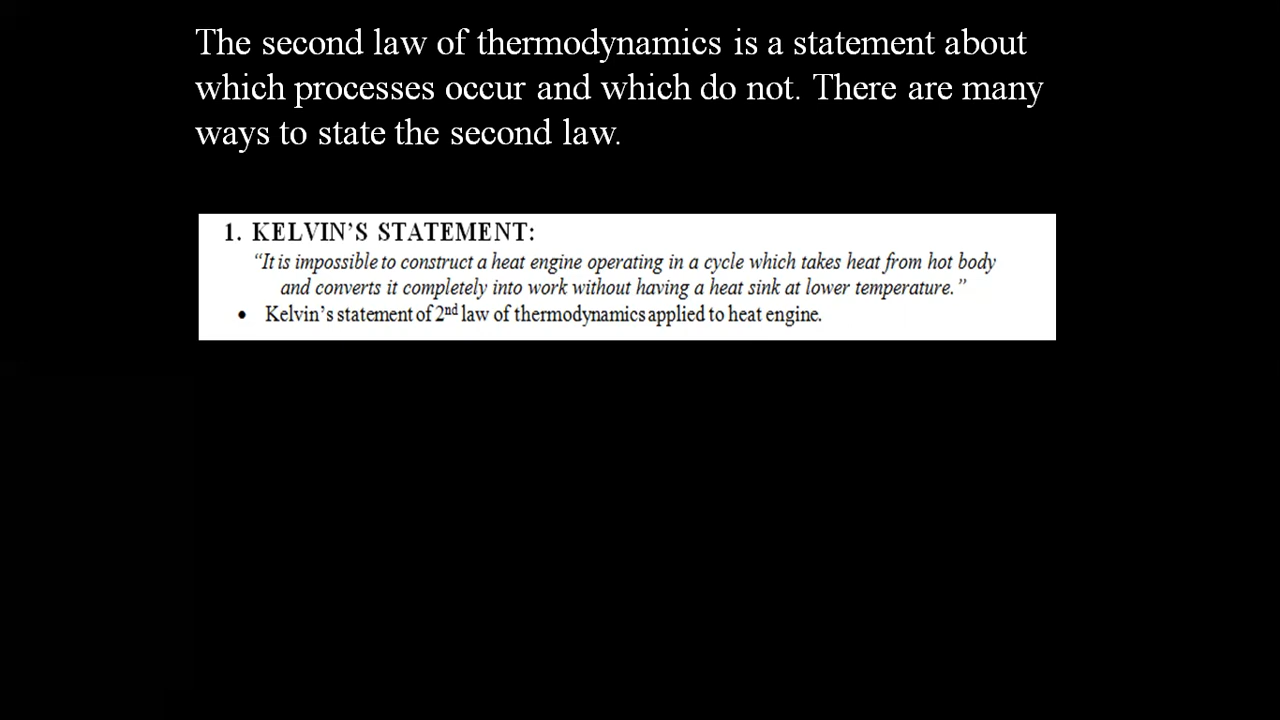 The second law of thermodynamics is a statement about
which processes occur and which do not. There are many
ways to state the second law.
1. KELVIN'S STATEMENT:
“It is impossible to construct a heat engine operating in a cycle which takes heat from hot body
and converts it completely into work without having a heat sink at lower temperature.”
• Kelvin's statement of 2nd law of thermodynamics applied to heat engine.